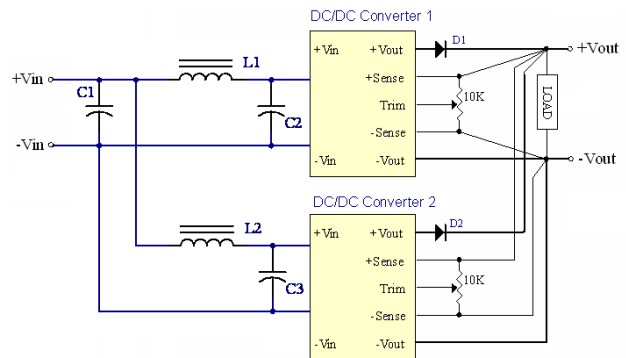 DC/DC Converter 1
+Vin
+Vout
D1
+Vout
L1
+Sense
+Vin
C1
10K
LOAD
Trim
C2
-Sense
-Vin
-Vin
-Vout
-Vout
DC/DC Converter 2
L2
+Vin
+Vout
D2
+Sense
10K
C3
Trim
-Sense
-Vin
-Vout